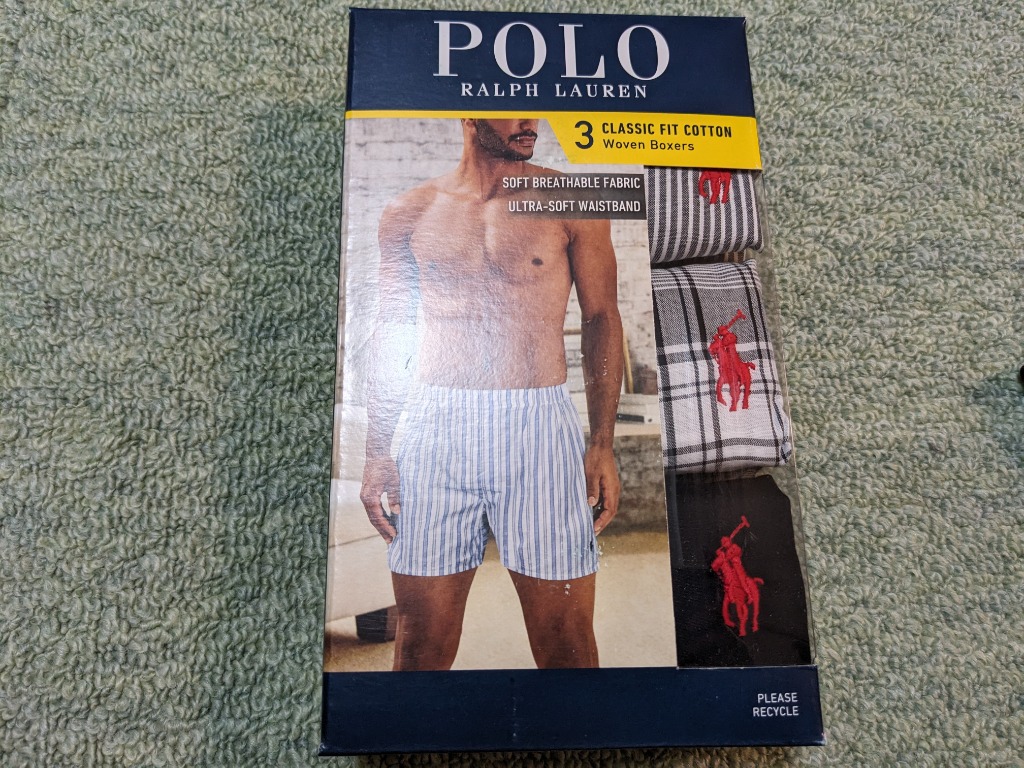 POLO
RALPH LAUREN
3 CLASSIC FIT COTTON
Woven Boxers
SOFT BREATHABLE FABRIC
ULTRA-SOFT WAISTBAND
PLEASE
RECYCLE